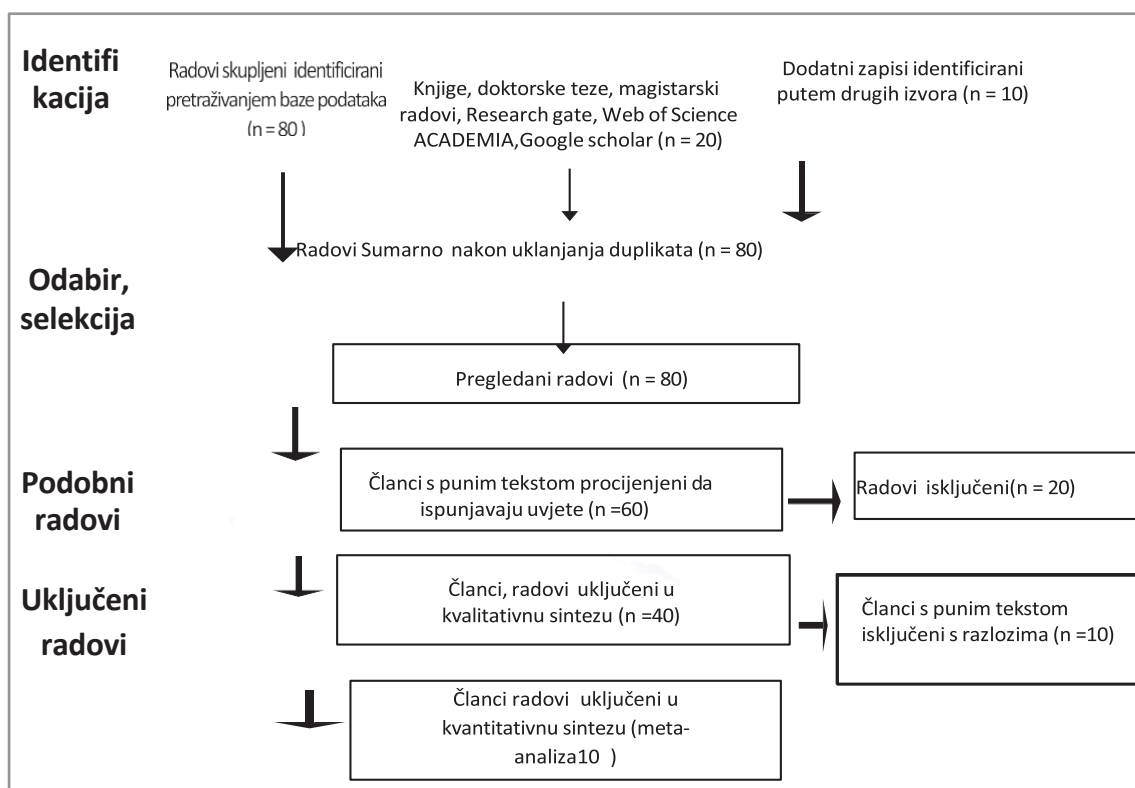 Identifi
kacija
Radovi skupljeni identificirani
pretraživanjem baze podataka
(n = 80 )
Knjige, doktorske teze, magistarski
radovi, Research gate, Web of Science
ACADEMIA,Google scholar (n = 20)
Dodatni zapisi identificirani
putem drugih izvora (n = 10)
Radovi Sumarno nakon uklanjanja duplikata (n = 80)
Odabir,
selekcija
Pregledani radovi (n = 80)
Podobni
radovi
Članci s punim tekstom procijenjeni da
ispunjavaju uvjete (n =60)
Radovi isključeni(n = 20)
Uključeni
radovi
Članci, radovi uključeni u
kvalitativnu sintezu (n =40)
Članci s punim tekstom
isključeni s razlozima (n =10)
Članci radovi uključeni u
kvantitativnu sintezu (meta-
analiza10 )